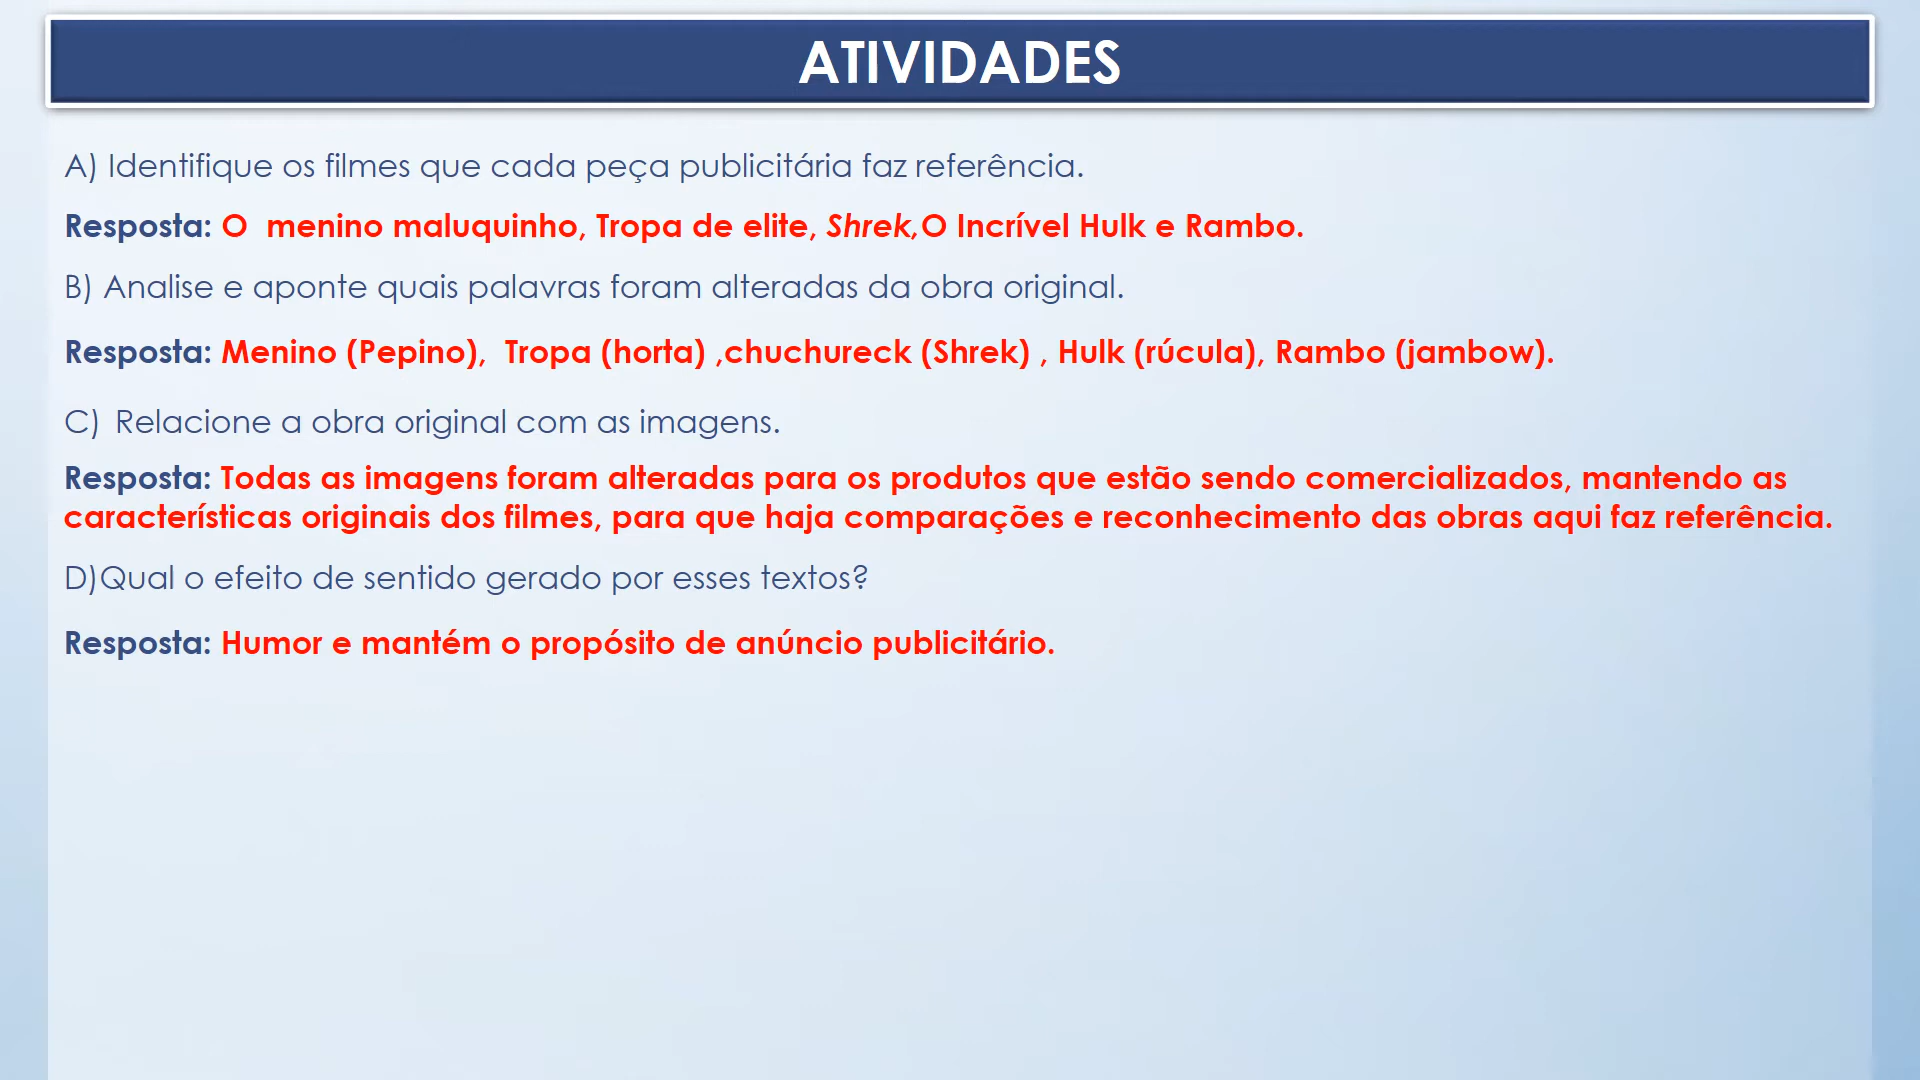 ATIVIDADES
A) Identifique os filmes que cada peça publicitária faz referência.
Resposta: O menino maluquinho, Tropa de elite, Shrek,O Incrível Hulk e Rambo.
B) Analise e aponte quais palavras foram alteradas da obra original.
Resposta: Menino (Pepino), Tropa (horta) ,chuchureck (Shrek) , Hulk (rúcula), Rambo (jambow).
C) Relacione a obra original com as imagens.
Resposta: Todas as imagens foram alteradas para os produtos que estão sendo comercializados, mantendo as
características originais dos filmes, para que haja comparações e reconhecimento das obras aqui faz referência.
D)Qual o efeito de sentido gerado por esses textos?
Resposta: Humor e mantém o propósito de anúncio publicitário.